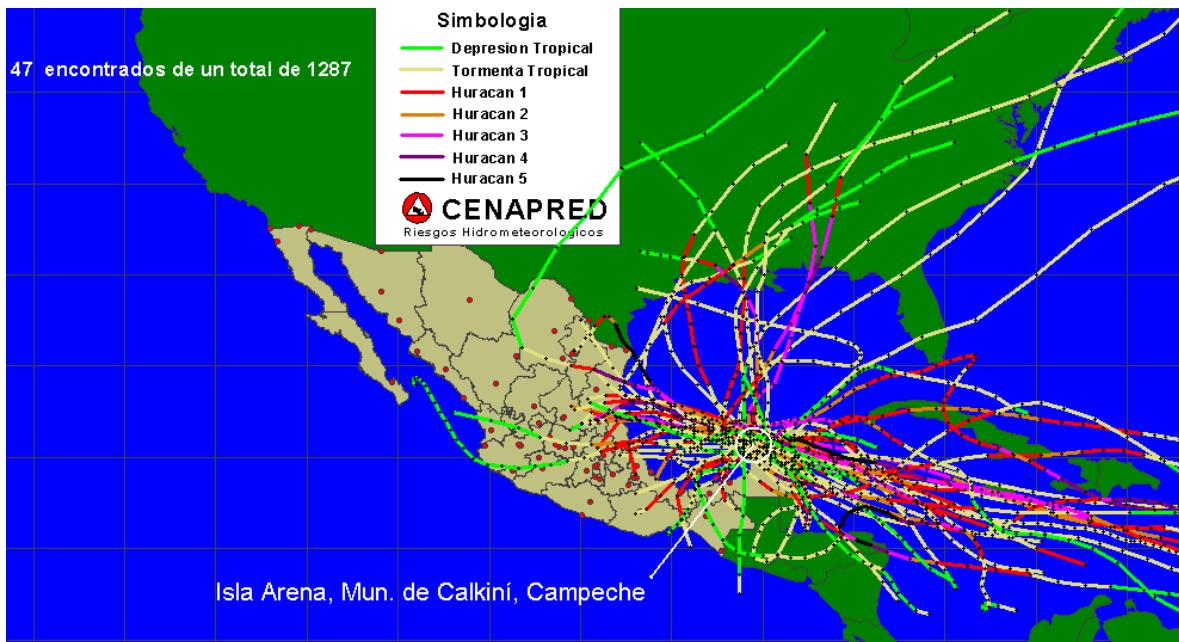 Simbologia
47 encontrados de un total de 1287
Depresion Tropical
Tormenta Tropical
Huracan 1
Huracan 2
Huracan 3
Huracan 4
Huracan 5
CENAPRED
Riesgos Hidrometeorologicos
Isla Arena, Mun. de Calkiní, Campeche